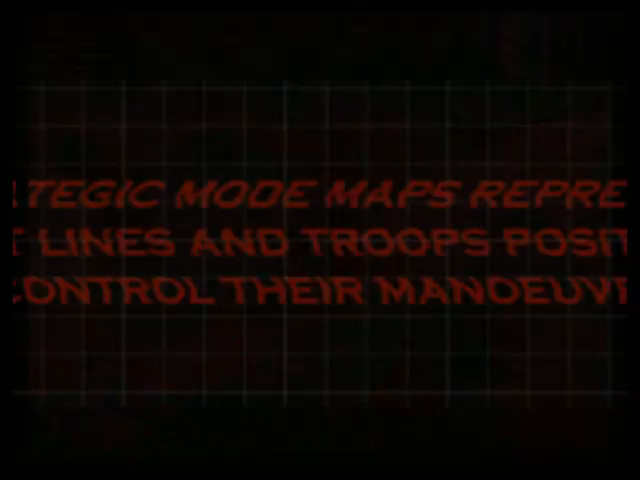 TEGIC MODE MAPS REPRE
T LINES AND TROOPS POSIT
CONTROL THEIR MANOEUV